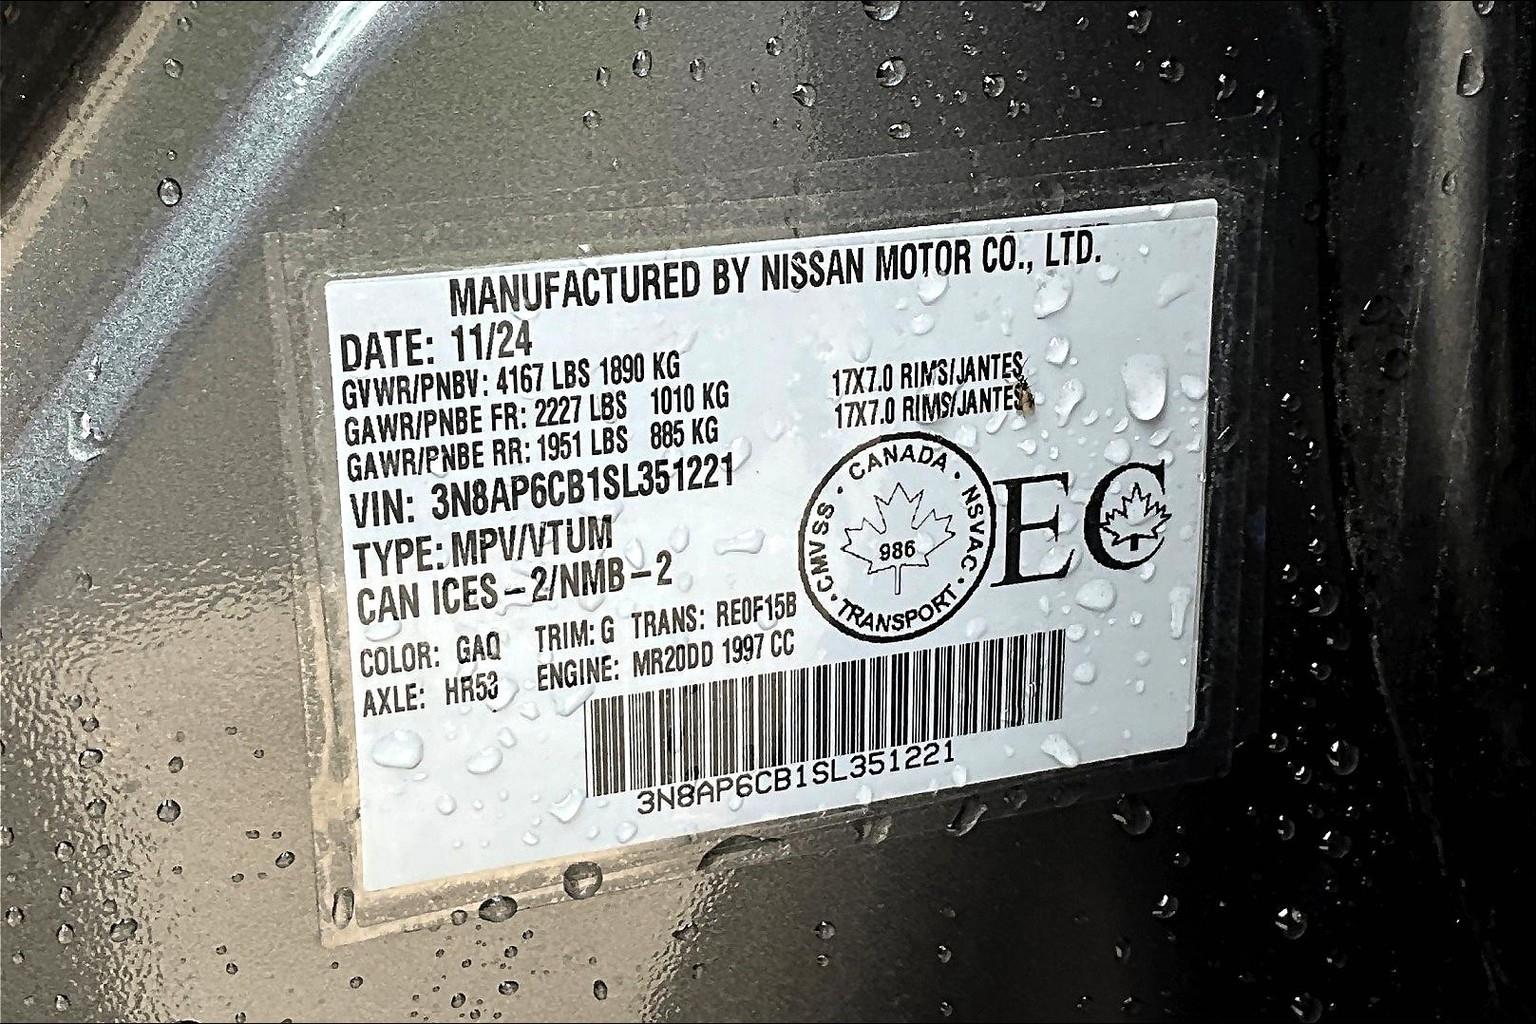 MANUFACTURED BY NISSAN MOTOR CO., LTD.
DATE: 11/24
GVWR/PNBV: 4167 LBS 1890 KG
GAWR/PNBE FR: 2227 LBS 1010 KG 17X7.0 RIMS/JANTES
GAWR/PNBE RR: 1951 LBS 885 KG 17X7.0 RIMS/JANTES
VIN: 3N8AP6CB1SL351221
TYPE: MPV/VTUM
CAN ICES-2/NMB-2
COLOR: GAQ TRIM: G TRANS: RE0F15B
AXLE: HR53 ENGINE: MR20DD 1997 CC
· CANADA · NSVAC · TRANSPORT · CMVSS
986
EC
3N8AP6CB1SL351221